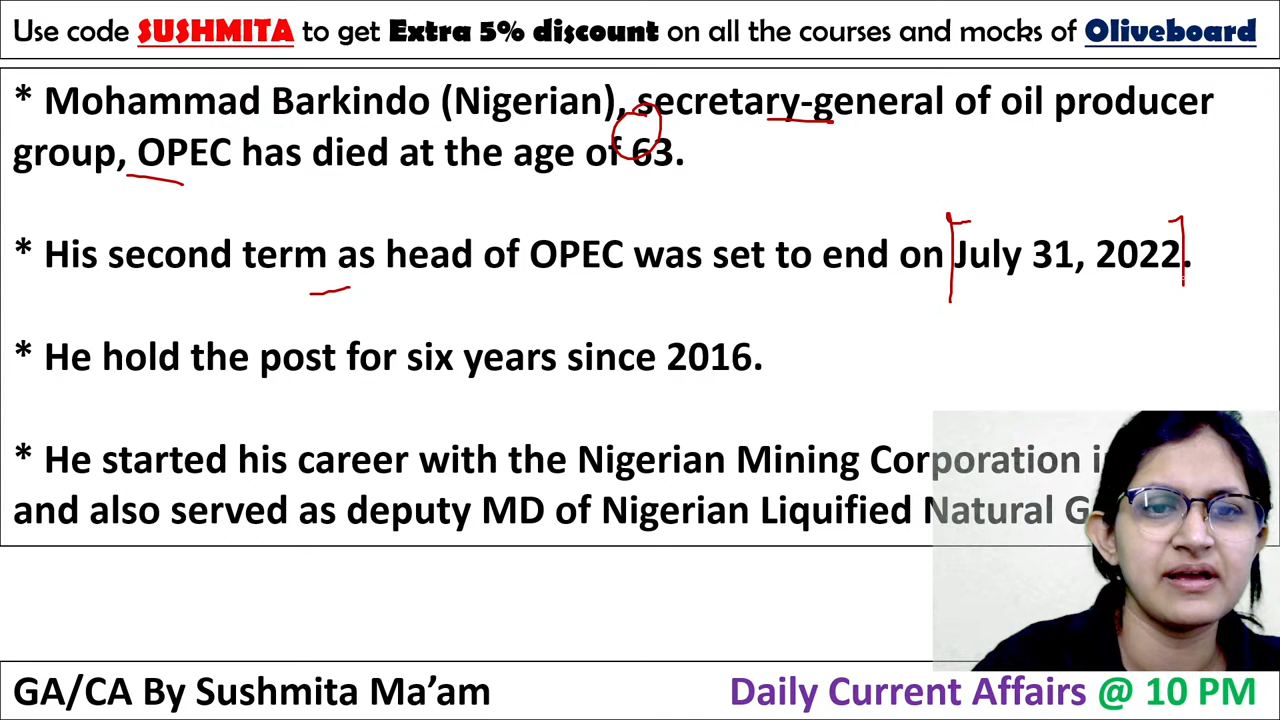 Use code SUSHMITA to get Extra 5% discount on all the courses and mocks of Oliveboard
* Mohammad Barkindo (Nigerian), secretary-general of oil producer
group, OPEC has died at the age of 63.
* His second term as head of OPEC was set to end on July 31, 2022.
* He hold the post for six years since 2016.
* He started his career with the Nigerian Mining Corporation
and also served as deputy MD of Nigerian Liquified Natural
GA/CA By Sushmita Ma'am
Daily Current Affairs @ 10 PM